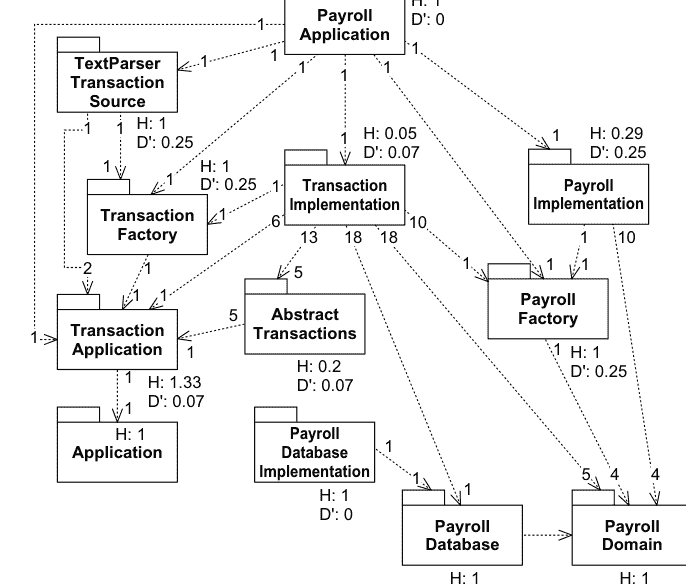 H: 1
D': 0
Payroll
Application
1
1
1
1
1
1
1
TextParser
Transaction
Source
1
1
1
H: 1
D': 0.25
1
H: 0.05
D': 0.07
1
H: 0.29
D': 0.25
1
H: 1
D': 0.25
1
Transaction
Implementation
Payroll
Implementation
1
Transaction
Factory
1
1
6
10
13
18
18
1
10
1
2
1
5
1
1
1
1
Abstract
Transactions
5
1
Payroll
Factory
Transaction
Application
1
1
H: 0.2
D': 0.07
1
H: 1
D': 0.25
1
H: 1.33
D': 0.07
1
H: 1
Application
Payroll
Database
Implementation
1
1
H: 1
D': 0
1
5
4
4
Payroll
Database
Payroll
Domain
H: 1
H: 1